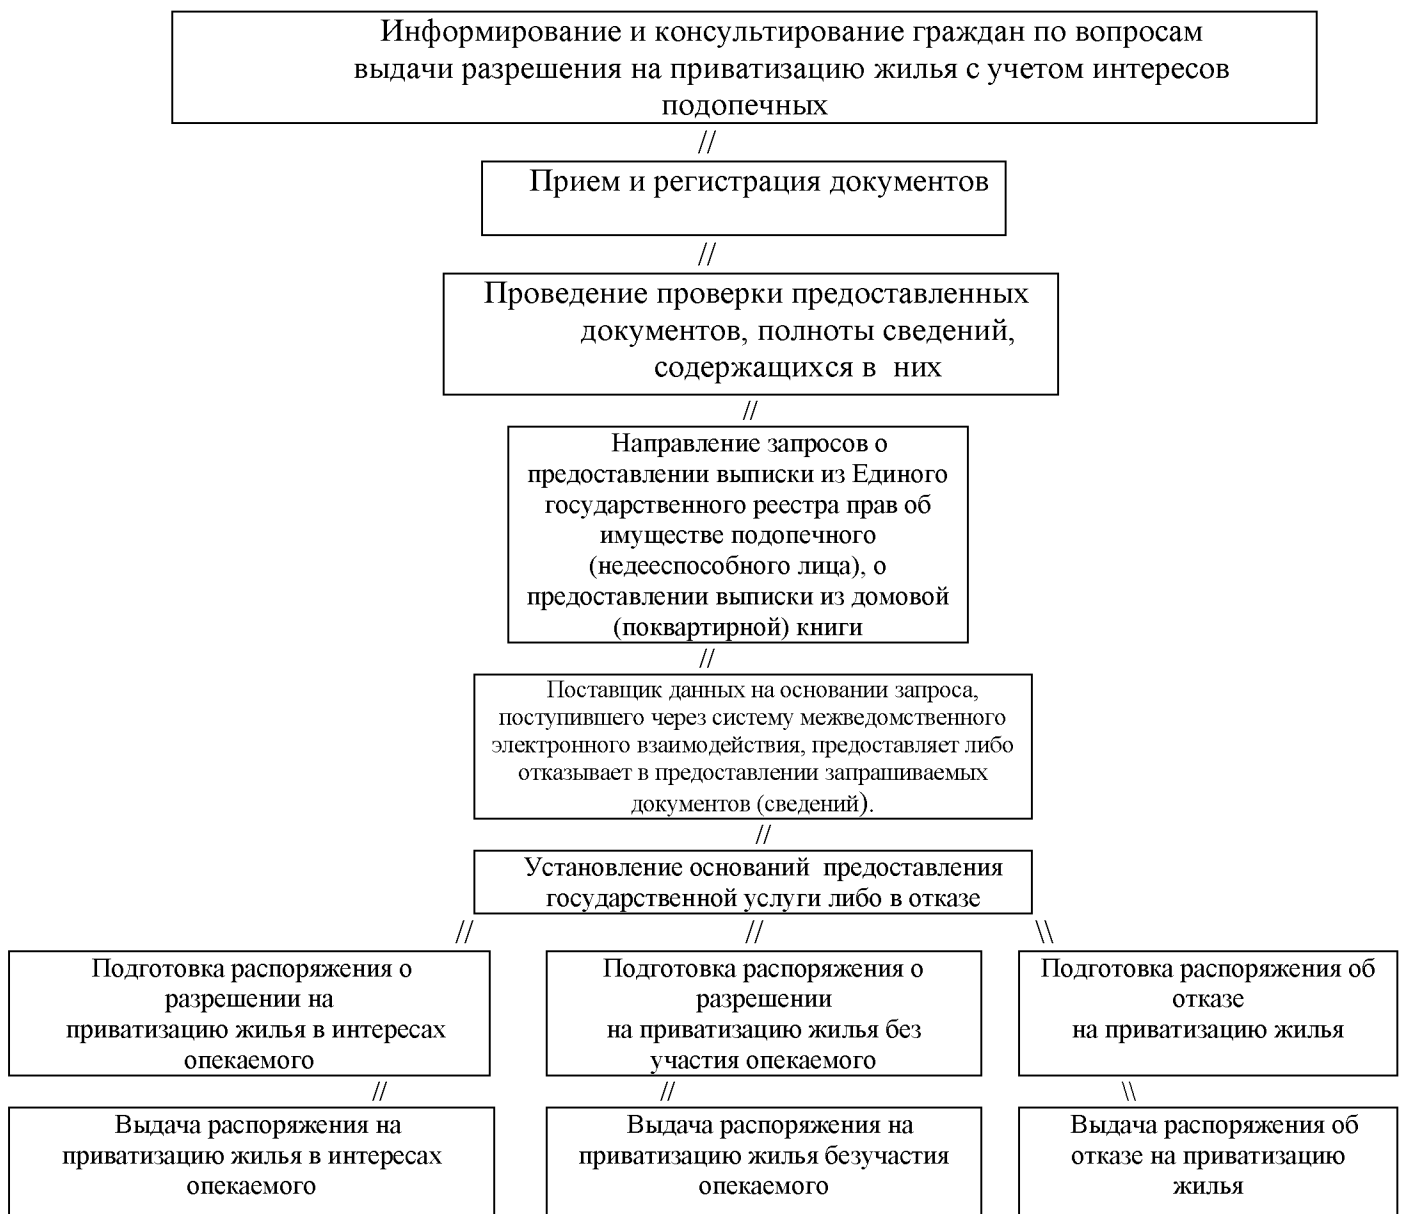 Информирование и консультирование граждан по вопросам
выдачи разрешения на приватизацию жилья с учетом интересов
подопечных
//
Прием и регистрация документов
//
Проведение проверки предоставленных
документов, полноты сведений,
содержащихся в них
//
Направление запросов о
предоставлении выписки из Единого
государственного реестра прав об
имуществе подопечного
(недееспособного лица), о
предоставлении выписки из домовой
(поквартирной) книги
//
Поставщик данных на основании запроса,
поступившего через систему межведомственного
электронного взаимодействия, предоставляет либо
отказывает в предоставлении запрашиваемых
документов (сведений).
//
Установление оснований предоставления
государственной услуги либо в отказе
// // \\
Подготовка распоряжения о
разрешении на
приватизацию жилья в интересах
опекаемого
Подготовка распоряжения о
разрешении
на приватизацию жилья без
участия опекаемого
Подготовка распоряжения об
отказе
на приватизацию жилья
// // \\
Выдача распоряжения на
приватизацию жилья в интересах
опекаемого
Выдача распоряжения на
приватизацию жилья безучастия
опекаемого
Выдача распоряжения об
отказе на приватизацию
жилья